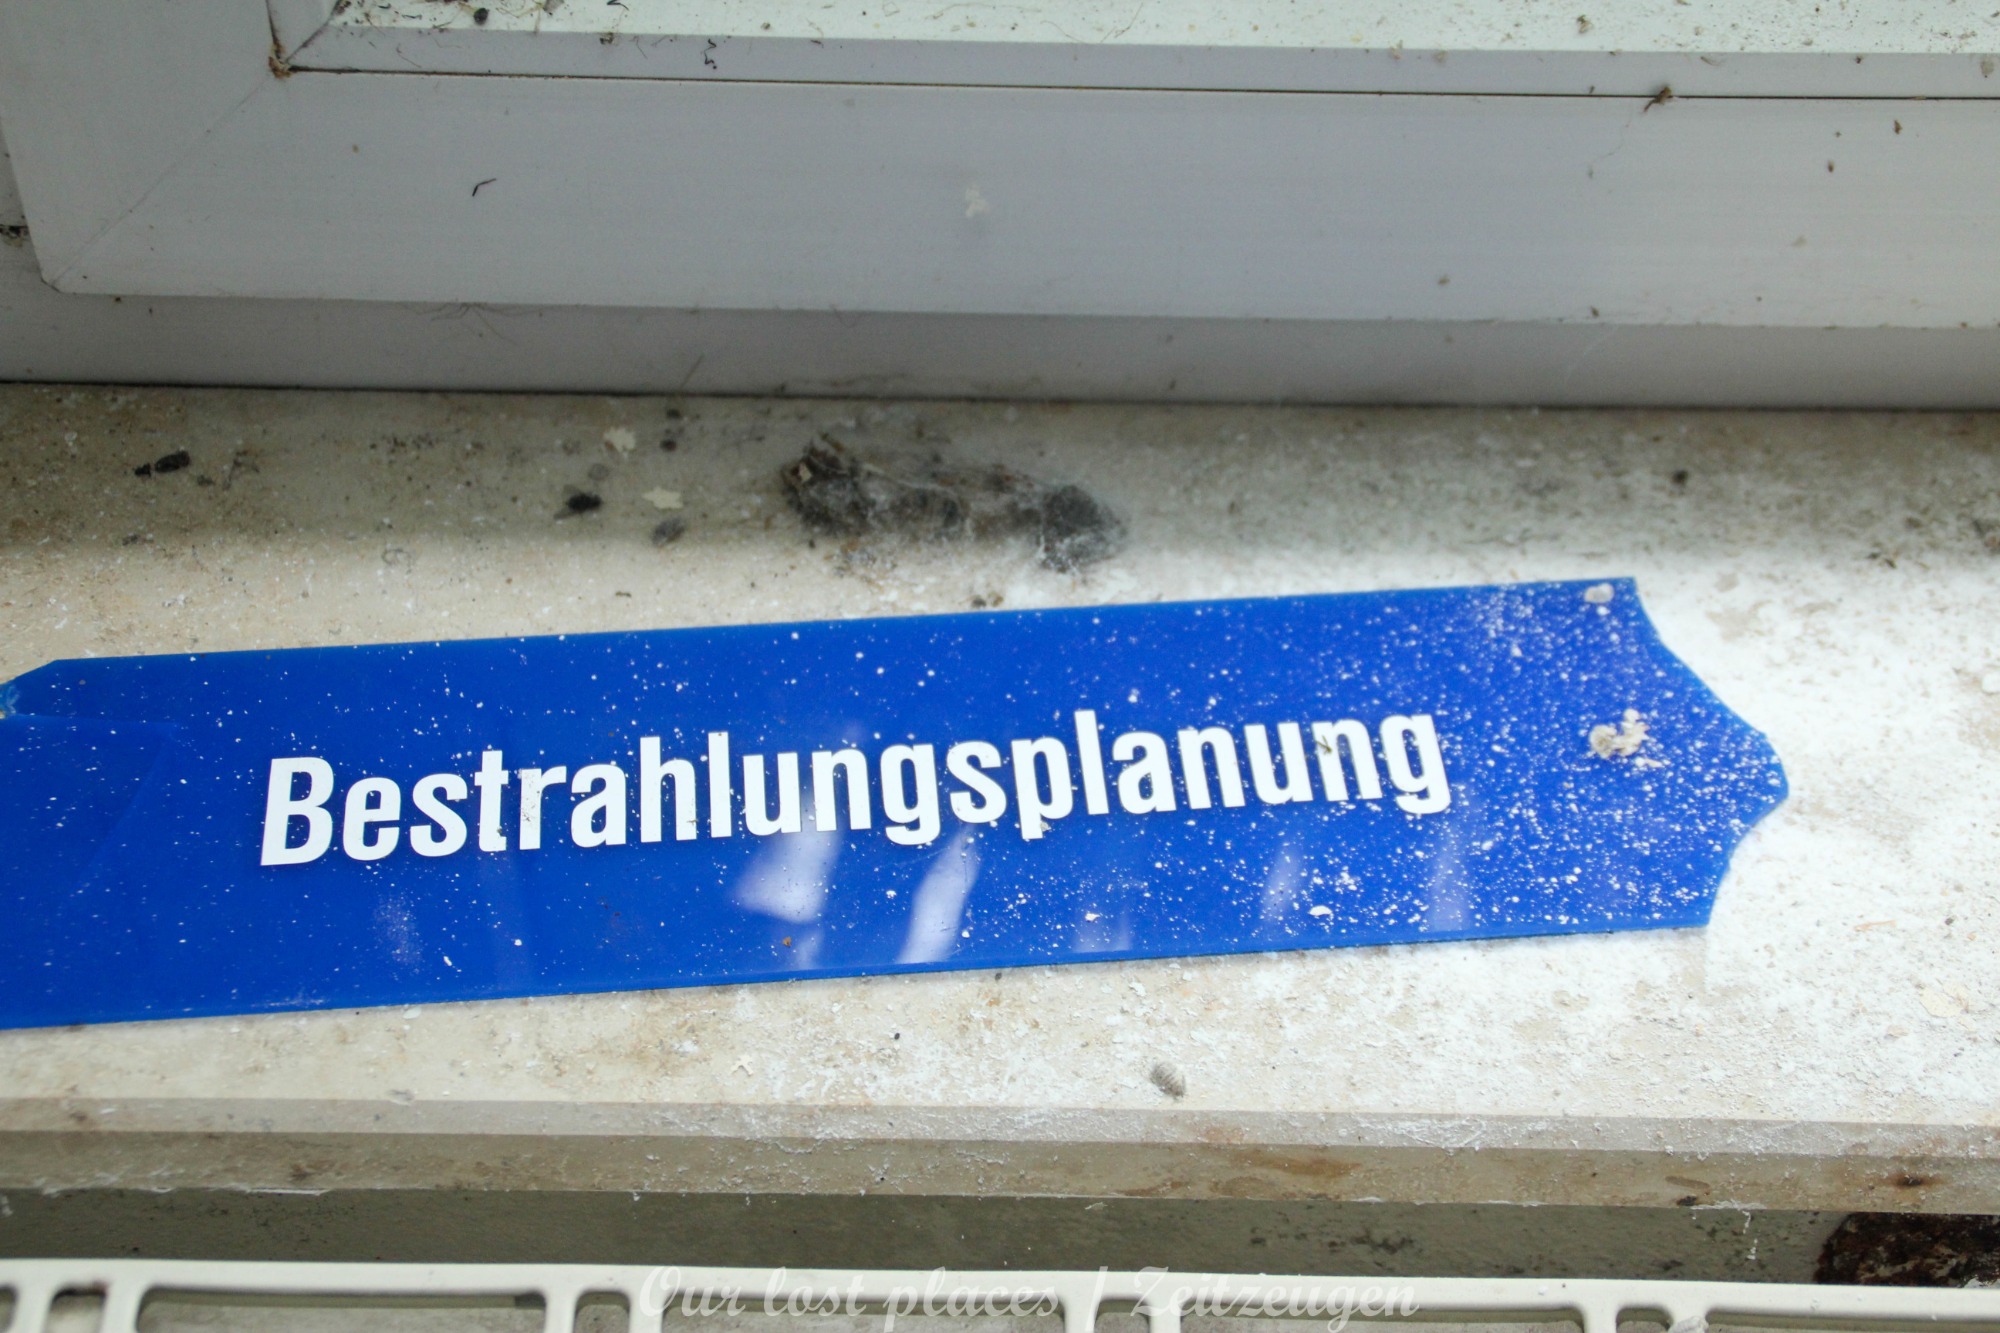 Bestrahlungsplanung
Our lost places | Zeitzeugen